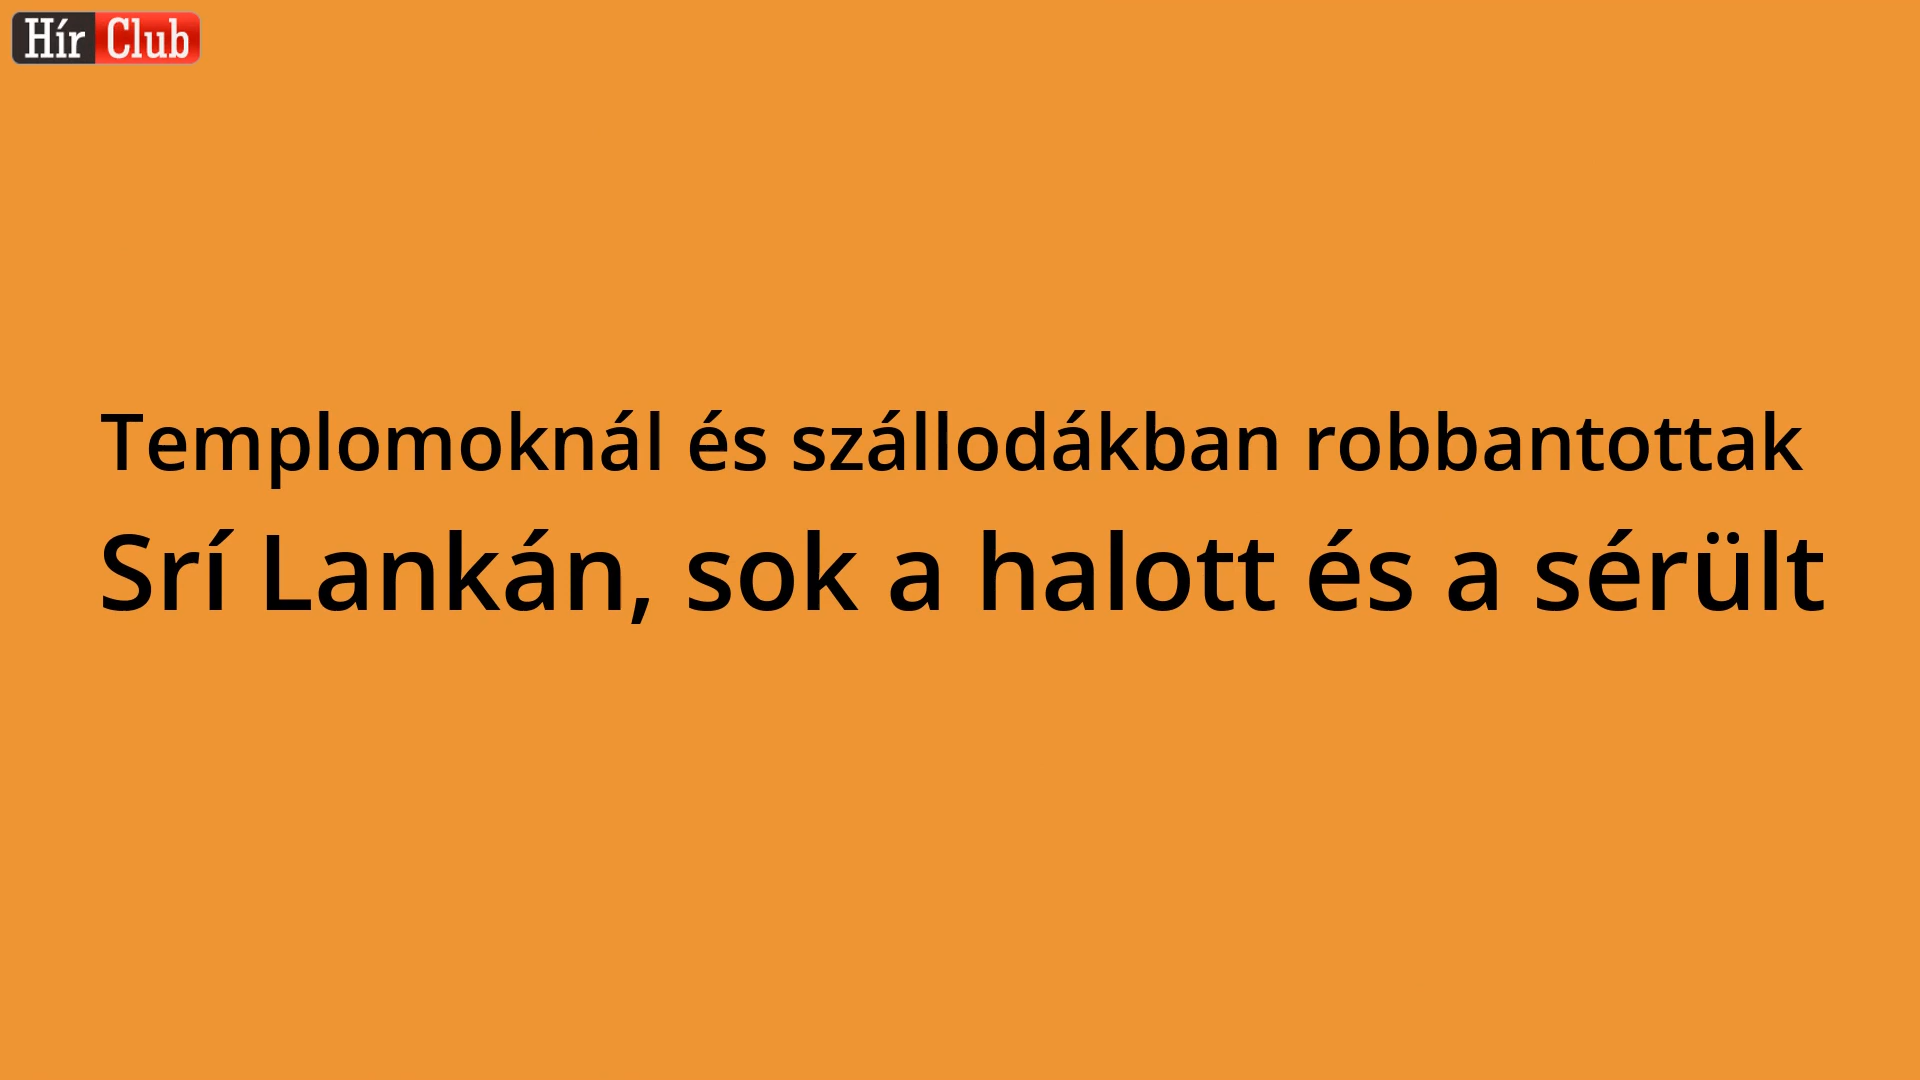 Hír Club
Templomoknál és szállodákban robbantottak
Srí Lankán, sok a halott és a sérült